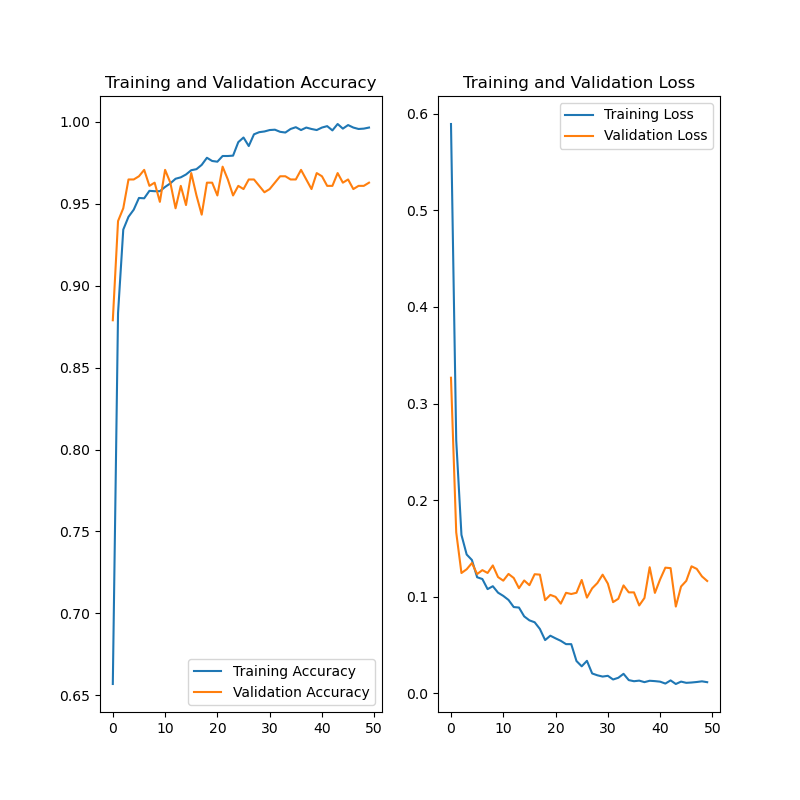 Training and Validation Accuracy
1.00
0.95
0.90
0.85
0.80
0.75
0.70
0.65
0 10 20 30 40 50
Training Accuracy
Validation Accuracy
Training and Validation Loss
0.6
0.5
0.4
0.3
0.2
0.1
0.0
0 10 20 30 40 50
Training Loss
Validation Loss